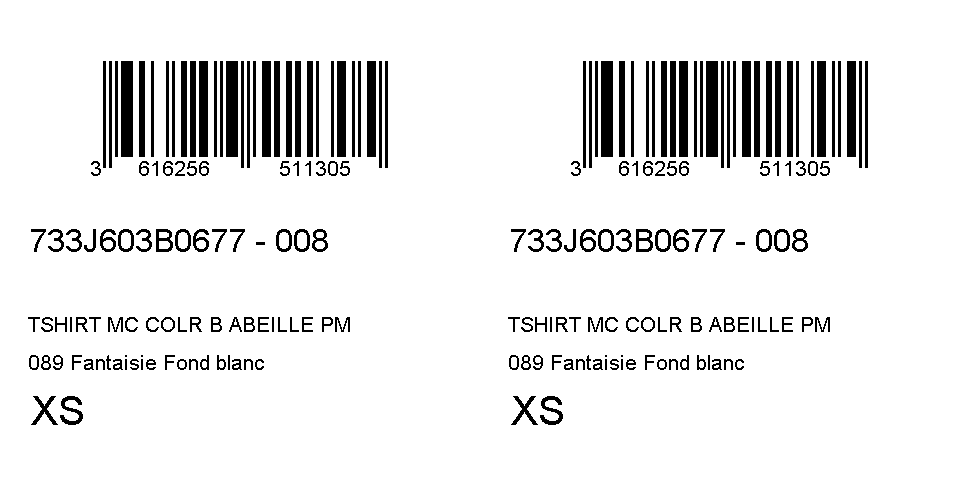 3 616256 511305
733J603B0677 - 008
TSHIRT MC COLR B ABEILLE PM
089 Fantaisie Fond blanc
XS
3 616256 511305
733J603B0677 - 008
TSHIRT MC COLR B ABEILLE PM
089 Fantaisie Fond blanc
XS